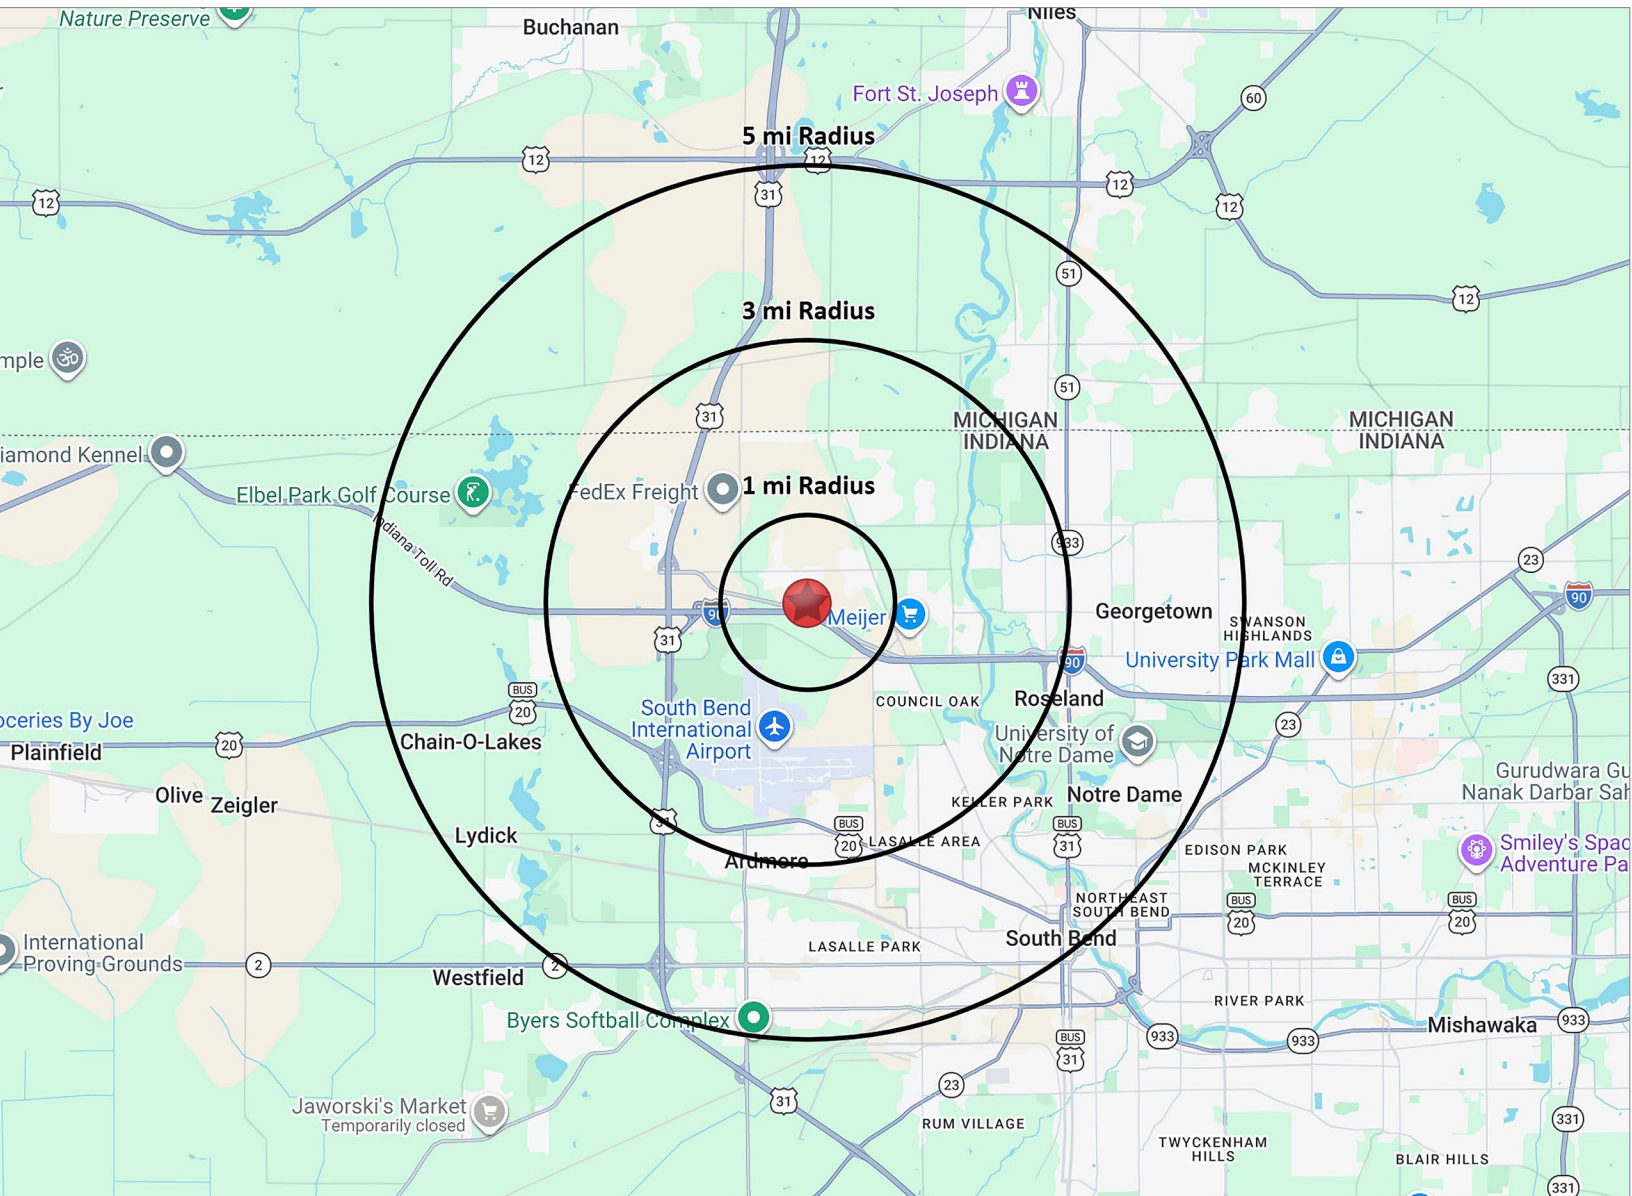 Nature Preserve
Buchanan
Niles
Fort St. Joseph
60
5 mi Radius
12
12
31
12
12
12
51
12
3 mi Radius
mple
51
31
MICHIGAN
INDIANA
MICHIGAN
INDIANA
iamond Kennel
Elbel Park Golf Course
FedEx Freight
1 mi Radius
Indiana Toll Rd
933
23
90
90
Meijer
Georgetown
SWANSON
HIGHLANDS
31
90
University Park Mall
331
BUS
20
COUNCIL OAK
Roseland
South Bend
International
Airport
oceries By Joe
Plainfield
20
Chain-O-Lakes
University of
Notre Dame
23
Gurudwara Gu
Nanak Darbar Sah
Olive
Zeigler
KELLER PARK
Notre Dame
Lydick
31
BUS
20
LASALLE AREA
BUS
31
Ardmore
EDISON PARK
MCKINLEY
TERRACE
Smiley's Spac
Adventure Pa
NORTHEAST
SOUTH BEND
BUS
20
BUS
20
International
Proving Grounds
2
Westfield
2
LASALLE PARK
South Bend
RIVER PARK
Byers Softball Complex
Mishawaka
933
933
933
BUS
31
Jaworski's Market
Temporarily closed
31
23
RUM VILLAGE
331
TWYCKENHAM
HILLS
BLAIR HILLS
331